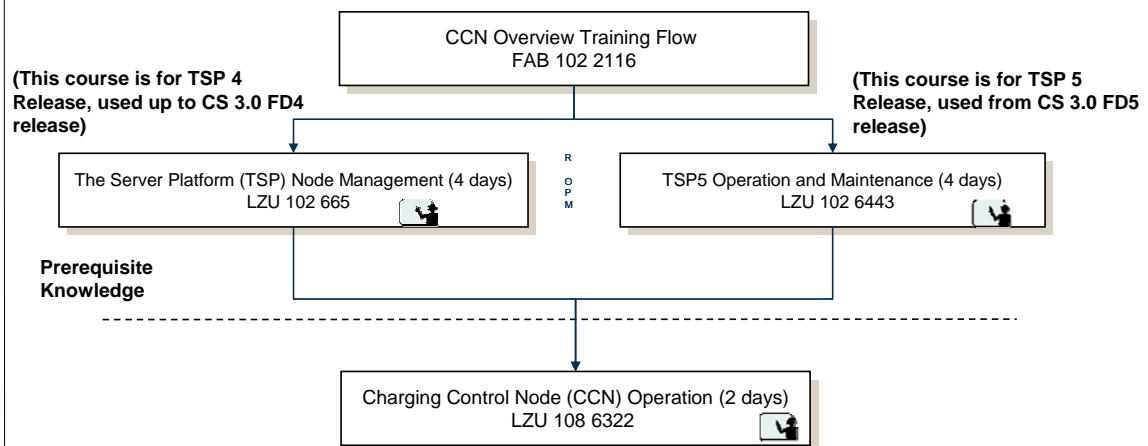 CCN Overview Training Flow
FAB 102 2116
(This course is for TSP 4
Release, used up to CS 3.0 FD4
release)
(This course is for TSP 5
Release, used from CS 3.0 FD5
release)
The Server Platform (TSP) Node Management (4 days)
LZU 102 665
R
O P M
TSP5 Operation and Maintenance (4 days)
LZU 102 6443
Prerequisite
Knowledge
Charging Control Node (CCN) Operation (2 days)
LZU 108 6322